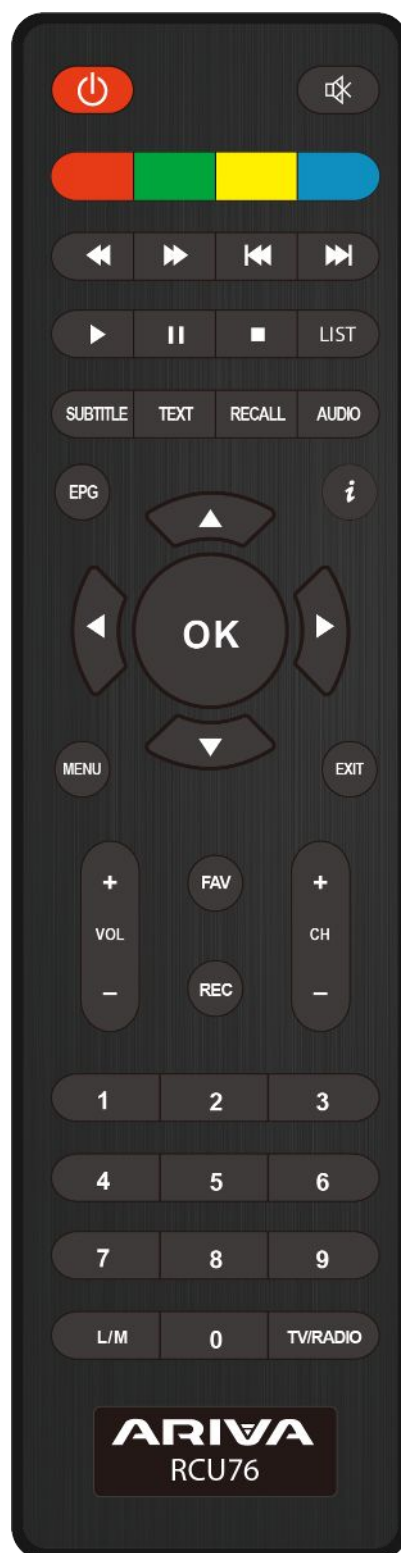 LIST
SUBTITLE TEXT RECALL AUDIO
EPG i
OK
MENU EXIT
+ FAV +
VOL CH
- REC -
1 2 3
4 5 6
7 8 9
L/M 0 TV/RADIO
ARIVA
RCU76